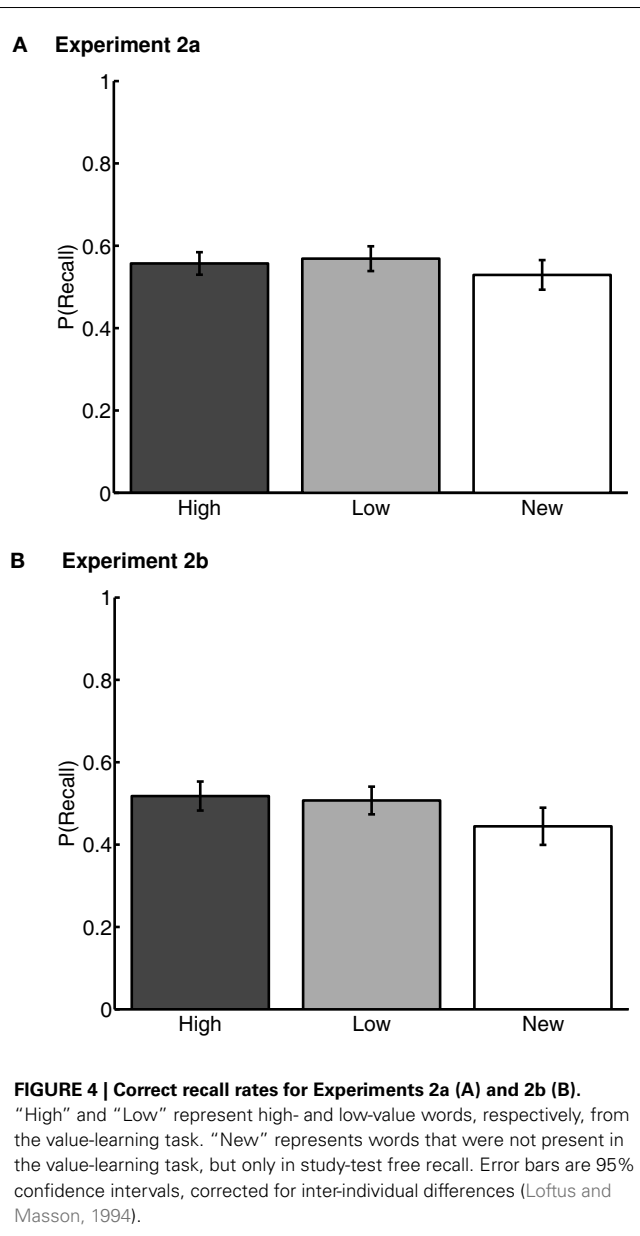 A Experiment 2a
1
0.8
0.6
0.4
0.2
0
P(Recall)
High Low New
B Experiment 2b
1
0.8
0.6
0.4
0.2
0
P(Recall)
High Low New
FIGURE 4 | Correct recall rates for Experiments 2a (A) and 2b (B).
“High” and “Low” represent high- and low-value words, respectively, from
the value-learning task. “New” represents words that were not present in
the value-learning task, but only in study-test free recall. Error bars are 95%
confidence intervals, corrected for inter-individual differences (Loftus and
Masson, 1994).